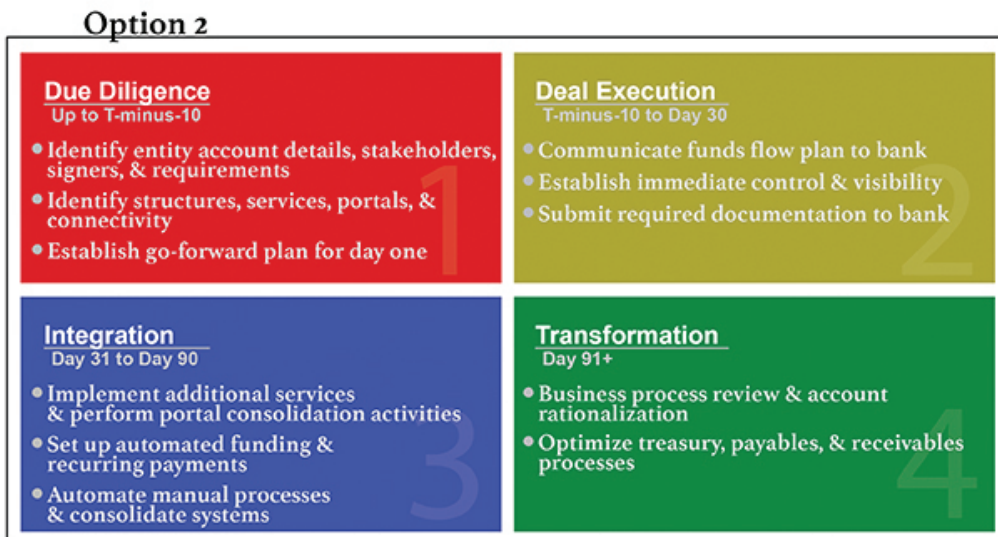 Option 2
Due Diligence
Up to T-minus-10
• Identify entity account details, stakeholders,
signers, & requirements
• Identify structures, services, portals, &
connectivity
• Establish go-forward plan for day one
1
Deal Execution
T-minus-10 to Day 30
• Communicate funds flow plan to bank
• Establish immediate control & visibility
• Submit required documentation to bank
2
Integration
Day 31 to Day 90
• Implement additional services
& perform portal consolidation activities
• Set up automated funding &
recurring payments
• Automate manual processes
& consolidate systems
3
Transformation
Day 91+
• Business process review & account
rationalization
• Optimize treasury, payables, & receivables
processes
4